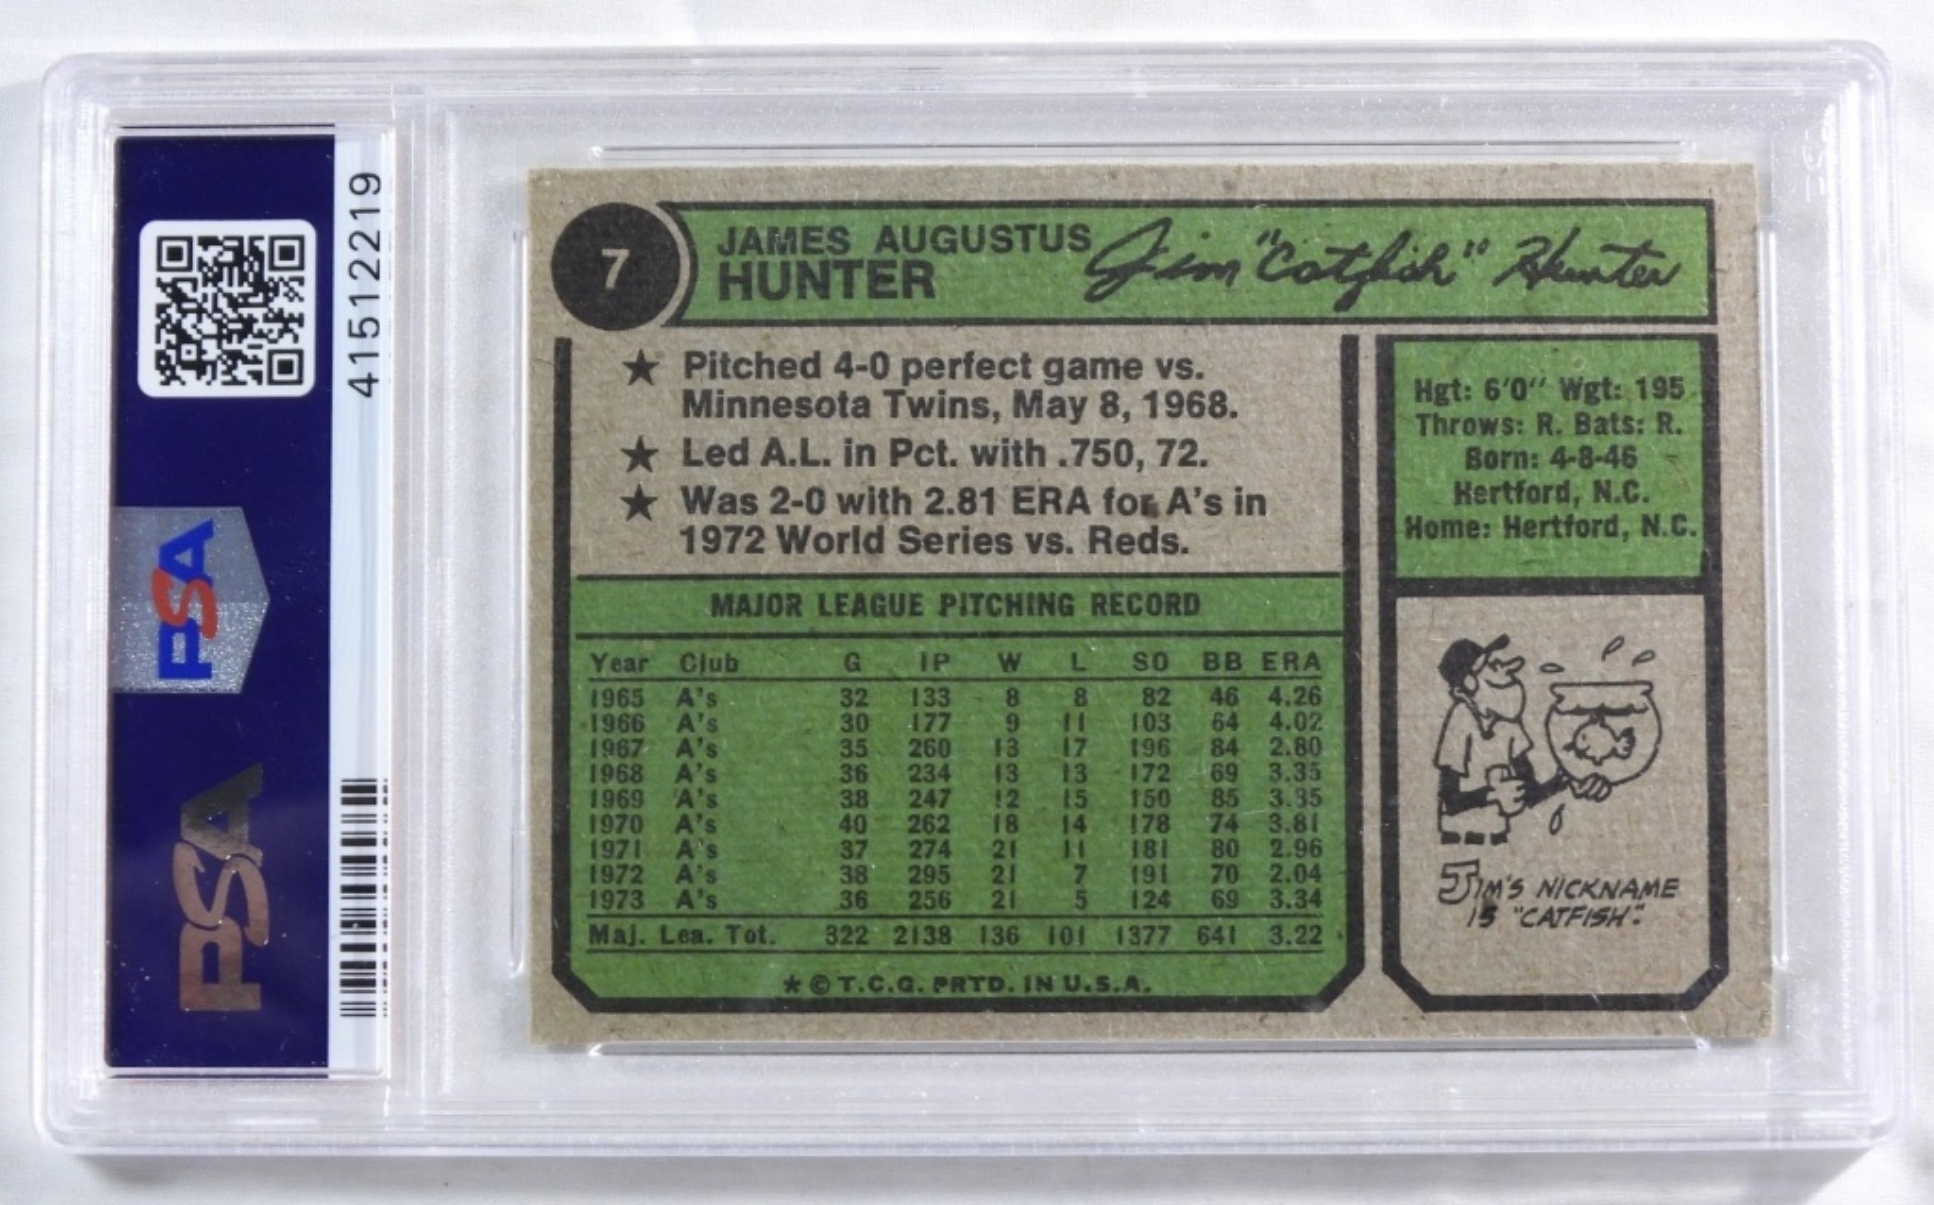 41512219
PSA
PSA
7
JAMES AUGUSTUS
HUNTER
Jim "Catfish" Hunter
★ Pitched 4-0 perfect game vs.
Minnesota Twins, May 8, 1968.
★ Led A.L. in Pct. with .750, 72.
★ Was 2-0 with 2.81 ERA for A's in
1972 World Series vs. Reds.
MAJOR LEAGUE PITCHING RECORD
Year Club G IP W L SO BB ERA
1965 A's 32 133 8 8 82 46 4.26
1966 A's 30 177 9 11 103 64 4.02
1967 A's 35 260 13 17 196 84 2.80
1968 A's 36 234 13 13 172 69 3.35
1969 A's 38 247 12 15 150 85 3.35
1970 A's 40 262 18 14 178 74 3.81
1971 A's 37 274 21 11 181 80 2.96
1972 A's 38 295 21 7 191 70 2.04
1973 A's 36 256 21 5 124 69 3.34
Maj. Lea. Tot. 322 2138 136 101 1377 641 3.22
★ © T.C.G. PRTD. IN U.S.A.
Hgt: 6'0" Wgt: 195
Throws: R. Bats: R.
Born: 4-8-46
Hertford, N.C.
Home: Hertford, N.C.
JIM'S NICKNAME
IS "CATFISH".